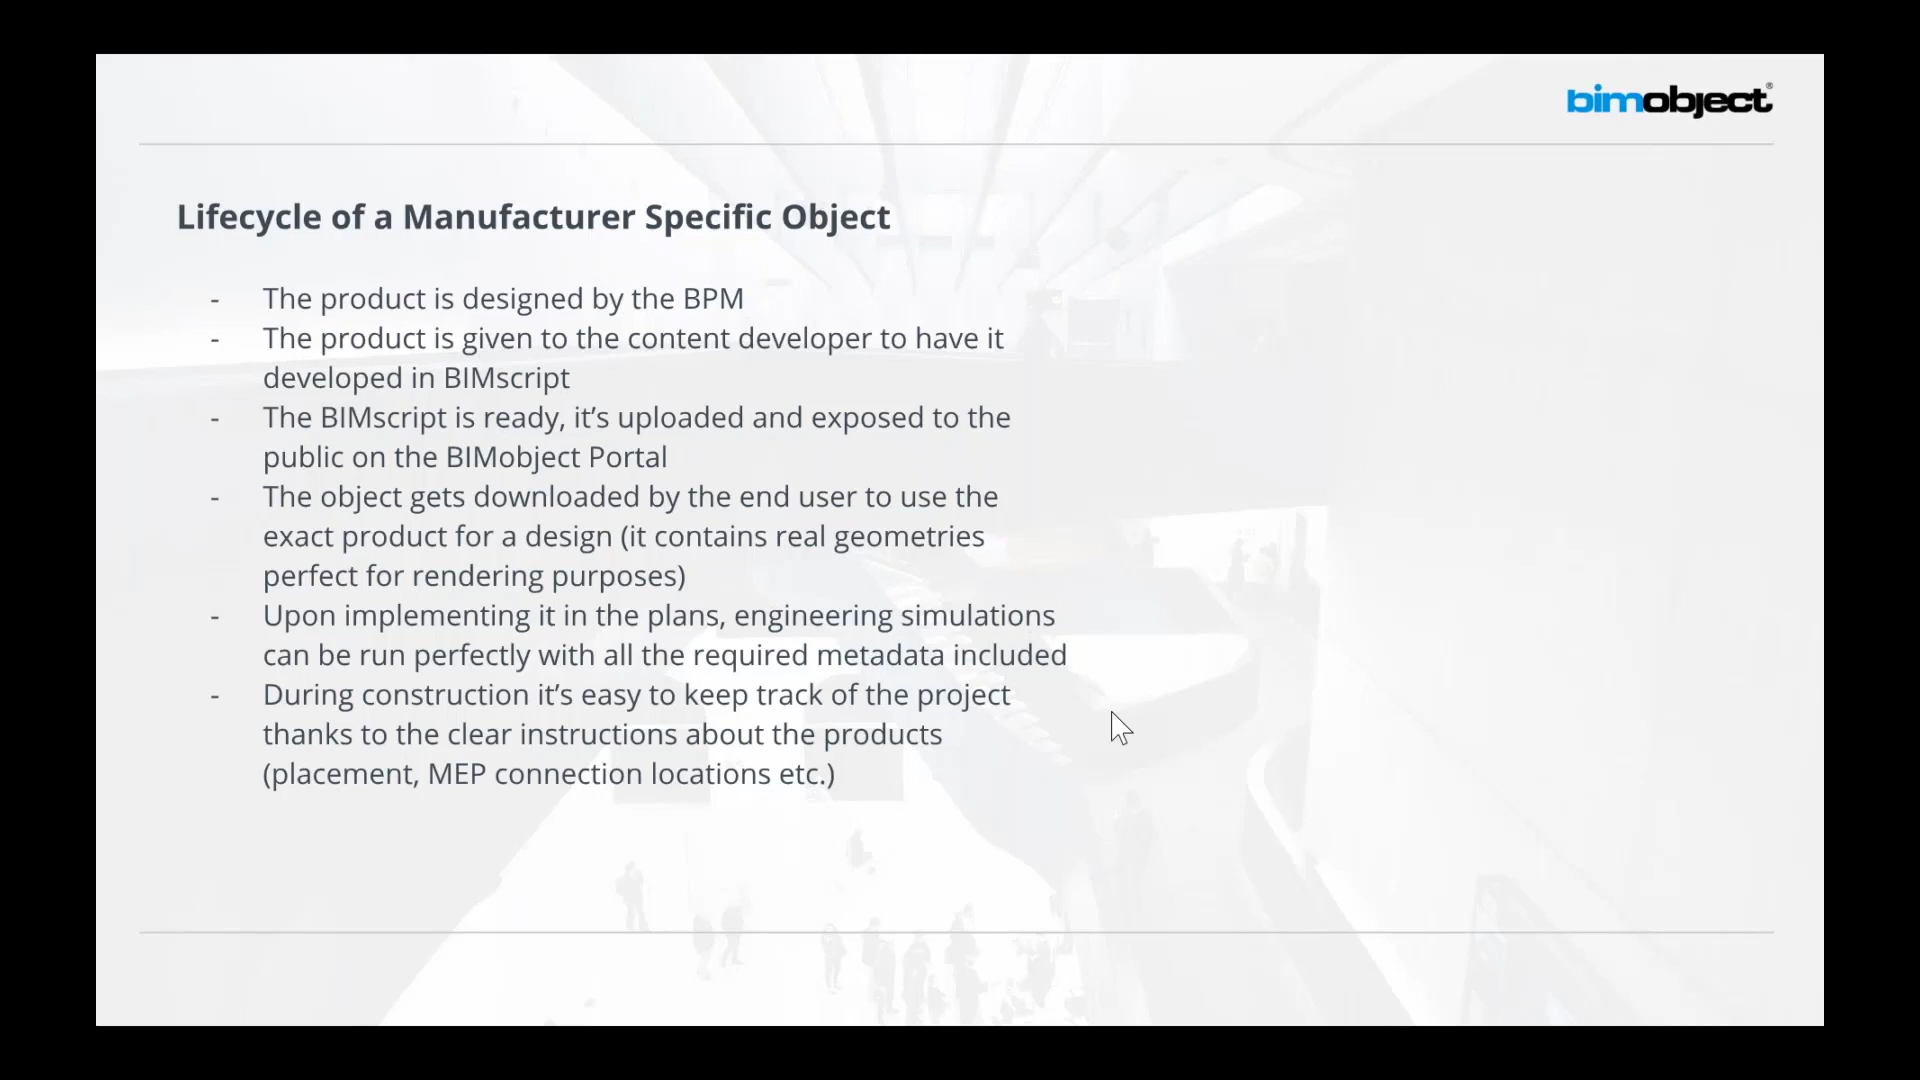 bimobject®
Lifecycle of a Manufacturer Specific Object
- The product is designed by the BPM
- The product is given to the content developer to have it
developed in BIMscript
- The BIMscript is ready, it’s uploaded and exposed to the
public on the BIMobject Portal
- The object gets downloaded by the end user to use the
exact product for a design (it contains real geometries
perfect for rendering purposes)
- Upon implementing it in the plans, engineering simulations
can be run perfectly with all the required metadata included
- During construction it’s easy to keep track of the project
thanks to the clear instructions about the products
(placement, MEP connection locations etc.)